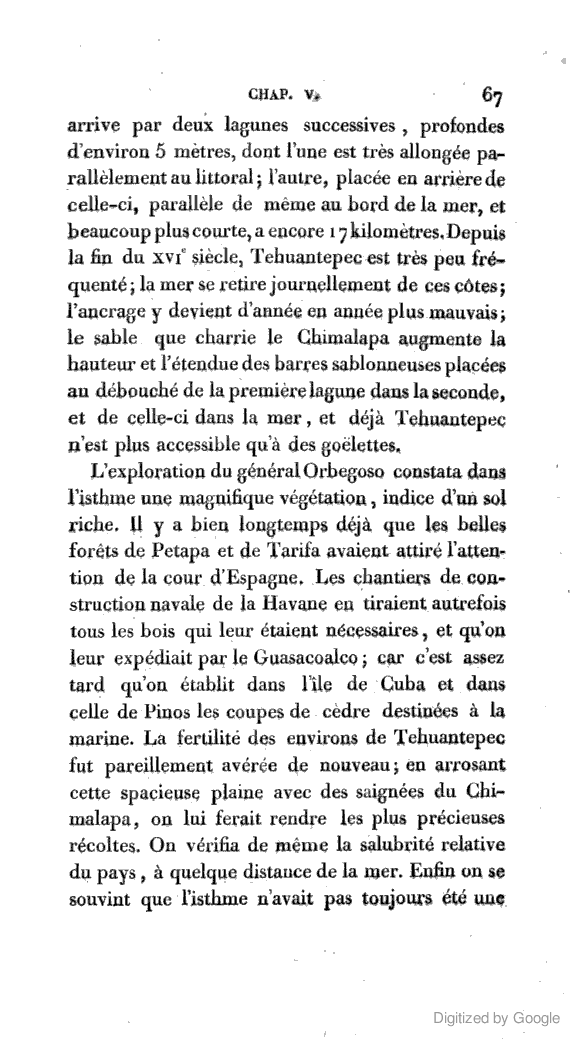 CHAP. V.
67
arrive par deux lagunes successives, profondes
d'environ 5 mètres, dont l'une est très allongée pa-
rallèlement au littoral; l'autre, placée en arrière de
celle-ci, parallèle de même au bord de la mer, et
beaucoup plus courte, a encore 17 kilomètres. Depuis
la fin du XVIe siècle, Tehuantepec est très peu fré-
quenté; la mer se retire journellement de ces côtes;
l'ancrage y devient d'année en année plus mauvais;
le sable que charrie le Chimalapa augmente la
hauteur et l'étendue des barres sablonneuses placées
au débouché de la première lagune dans la seconde,
et de celle-ci dans la mer, et déjà Tehuantepec
n'est plus accessible qu'à des goëlettes.
L'exploration du général Orbegoso constata dans
l'isthme une magnifique végétation, indice d'un sol
riche. Il y a bien longtemps déjà que les belles
forêts de Petapa et de Tarifa avaient attiré l'atten-
tion de la cour d'Espagne. Les chantiers de con-
struction navale de la Havane en tiraient autrefois
tous les bois qui leur étaient nécessaires, et qu'on
leur expédiait par le Guasacoalco; car c'est assez
tard qu'on établit dans l'île de Cuba et dans
celle de Pinos les coupes de cèdre destinées à la
marine. La fertilité des environs de Tehuantepec
fut pareillement avérée de nouveau; en arrosant
cette spacieuse plaine avec des saignées du Chi-
malapa, on lui ferait rendre les plus précieuses
récoltes. On vérifia de même la salubrité relative
du pays, à quelque distance de la mer. Enfin on se
souvint que l'isthme n'avait pas toujours été une
Digitized by Google